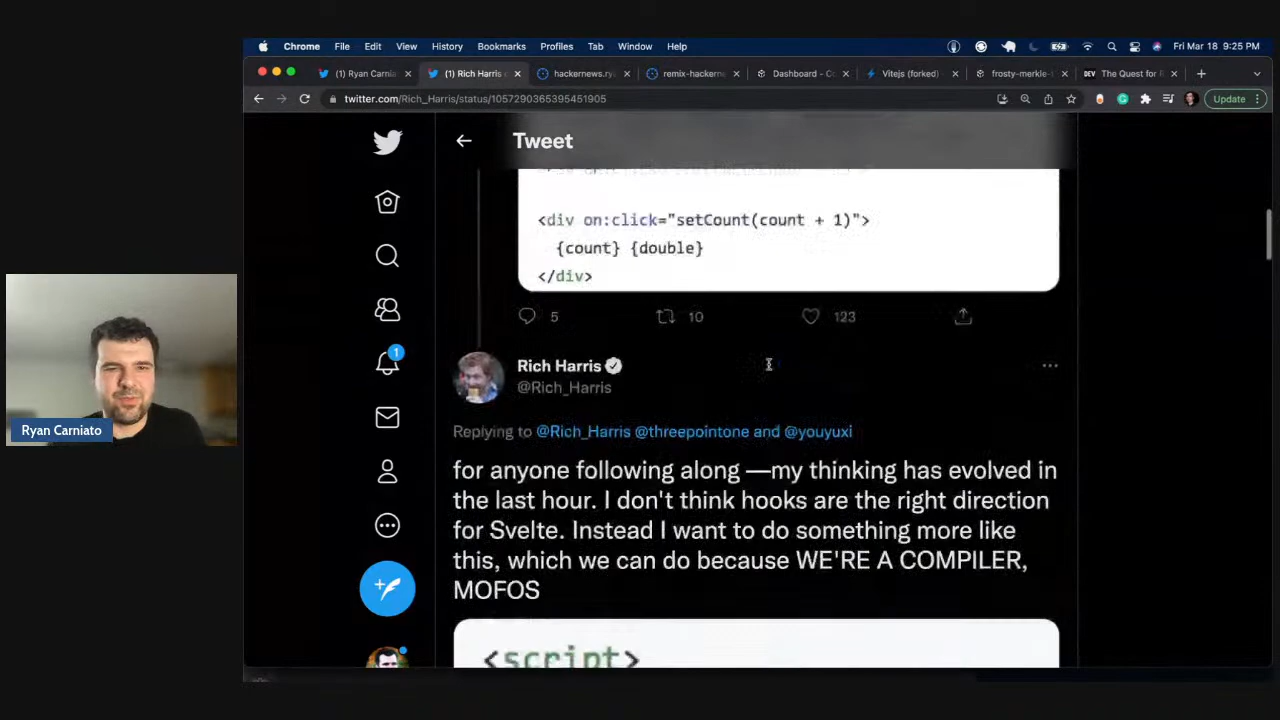 Chrome File Edit View History Bookmarks Profiles Tab Window Help Fri Mar 18 9:25 PM
(1) Ryan Carnia (1) Rich Harris hackernews.ry remix-hackerne Dashboard - Co Vitejs (forked) frosty-merkle- DEV The Quest for
twitter.com/Rich_Harris/status/1057290365395451905 Update
Tweet
<div on:click="setCount(count + 1)">
{count} {double}
</div>
5 10 123
Rich Harris
@Rich_Harris
Replying to @Rich_Harris @threepointone and @youyuxi
for anyone following along —my thinking has evolved in
the last hour. I don't think hooks are the right direction
for Svelte. Instead I want to do something more like
this, which we can do because WE'RE A COMPILER,
MOFOS
<script>
1
Ryan Carniato